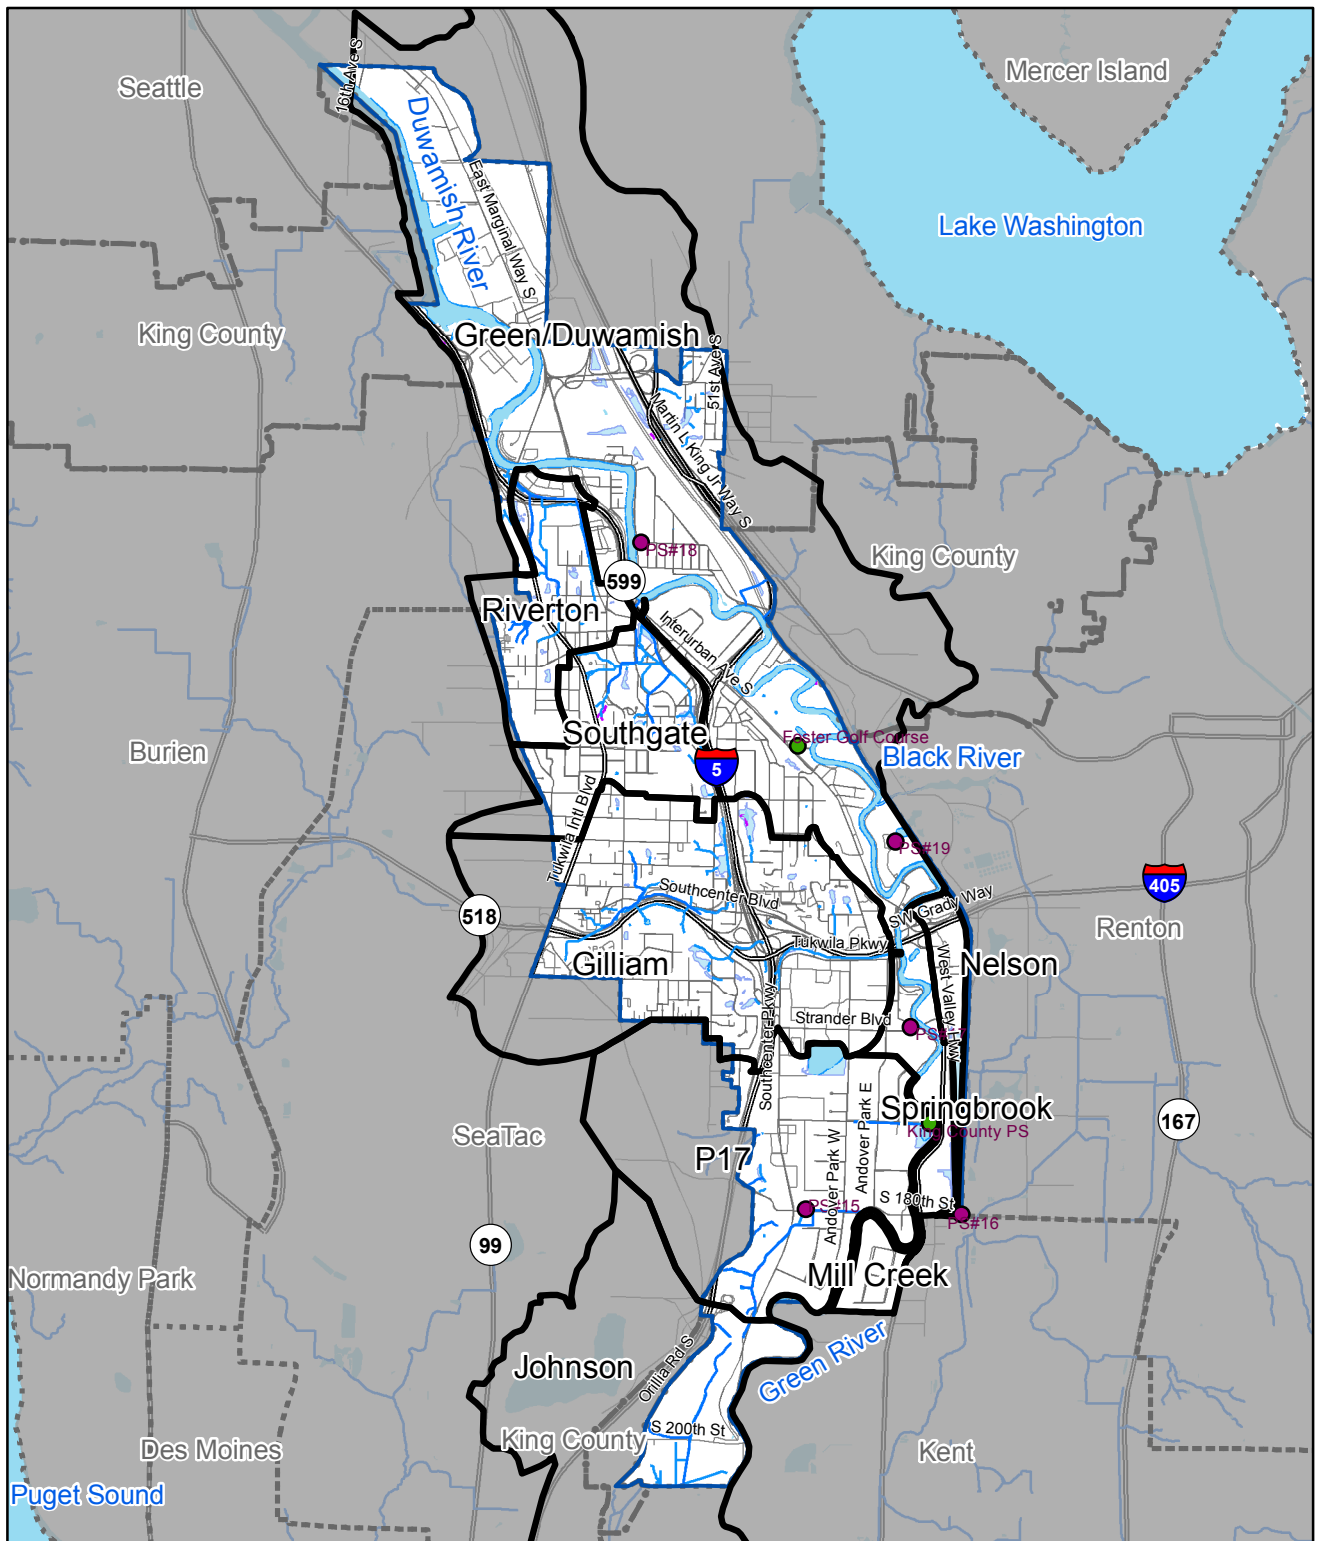 Mercer Island
Seattle
16th Ave S
Duwamish River
East Marginal Way S
Lake Washington
King County
Green/Duwamish
51st Ave S
Martin L King Jr Way S
PS#18
King County
599
Riverton
Interurban Ave S
Southgate
Foster Golf Course
Burien
Black River
5
Tukwila Intl Blvd
PS#19
405
Southcenter Blvd
SW Grady Way
518
Renton
Tukwila Pkwy
Gilliam
West Valley Hwy
Nelson
Southcenter Pkwy
Strander Blvd
PS#17
Andover Park E
Springbrook
King County PS
167
SeaTac
P17
Andover Park W
S 180th St
PS#15
PS#16
99
Normandy Park
Mill Creek
Green River
Johnson
Orillia Rd S
S 200th St
King County
Des Moines
Kent
Puget Sound